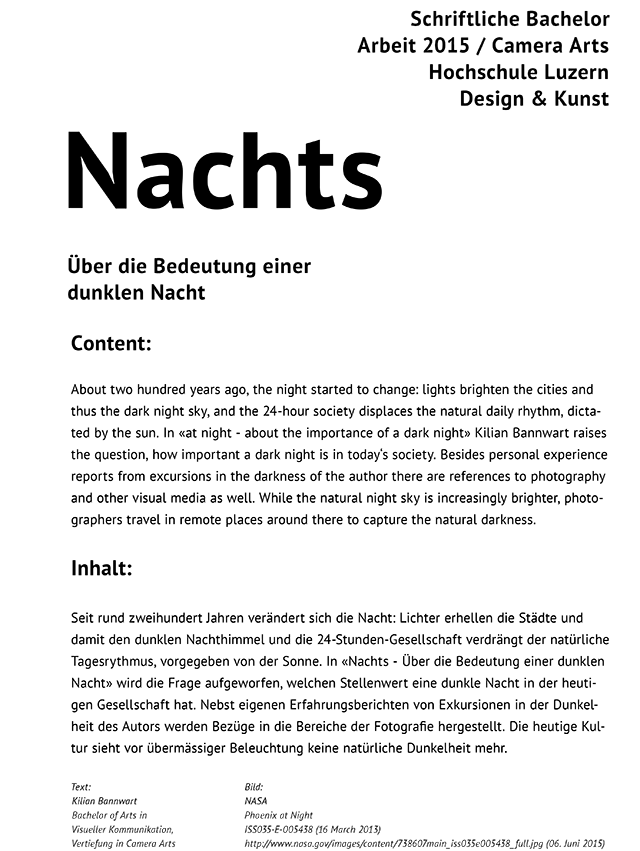 Schriftliche Bachelor
Arbeit 2015 / Camera Arts
Hochschule Luzern
Design & Kunst
Nachts
Über die Bedeutung einer
dunklen Nacht
Content:
About two hundred years ago, the night started to change: lights brighten the cities and
thus the dark night sky, and the 24-hour society displaces the natural daily rhythm, dicta-
ted by the sun. In «at night - about the importance of a dark night» Kilian Bannwart raises
the question, how important a dark night is in today's society. Besides personal experience
reports from excursions in the darkness of the author there are references to photography
and other visual media as well. While the natural night sky is increasingly brighter, photo-
graphers travel in remote places around there to capture the natural darkness.
Inhalt:
Seit rund zweihundert Jahren verändert sich die Nacht: Lichter erhellen die Städte und
damit den dunklen Nachthimmel und die 24-Stunden-Gesellschaft verdrängt der natürliche
Tagesrythmus, vorgegeben von der Sonne. In «Nachts - Über die Bedeutung einer dunklen
Nacht» wird die Frage aufgeworfen, welchen Stellenwert eine dunkle Nacht in der heuti-
gen Gesellschaft hat. Nebst eigenen Erfahrungsberichten von Exkursionen in der Dunkel-
heit des Autors werden Bezüge in die Bereiche der Fotografie hergestellt. Die heutige Kul-
tur sieht vor übermässiger Beleuchtung keine natürliche Dunkelheit mehr.
Text:
Kilian Bannwart
Bachelor of Arts in
Visueller Kommunikation,
Vertiefung in Camera Arts
Bild:
NASA
Phoenix at Night
ISS035-E-005438 (16 March 2013)
http://www.nasa.gov/images/content/738607main_iss035e005438_full.jpg (06. Juni 2015)